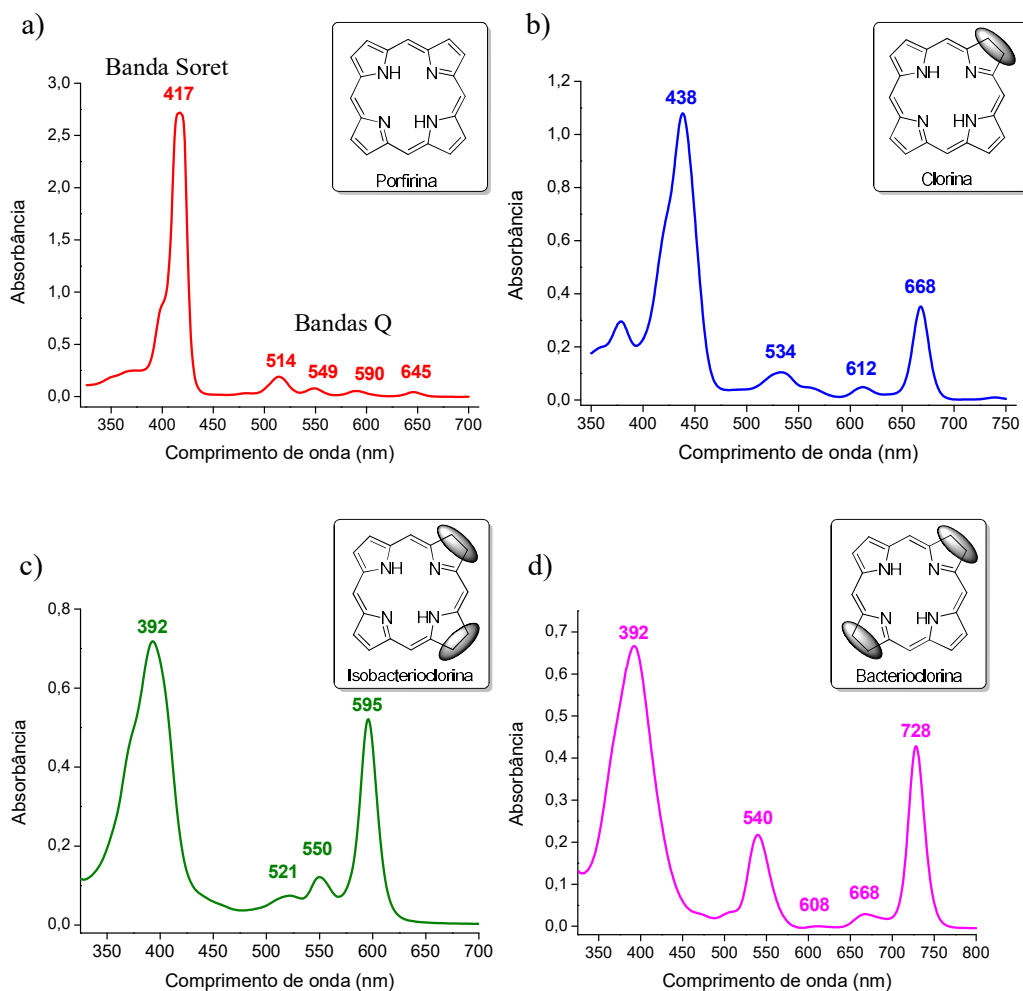 a)
Banda Soret
417
Bandas Q
514
549
590
645
3,0
2,5
2,0
1,5
1,0
0,5
0,0
350
400
450
500
550
600
650
700
Absorbância
Comprimento de onda (nm)
NH
N
N
HN
Porfirina
b)
438
534
612
668
1,2
1,0
0,8
0,6
0,4
0,2
0,0
350
400
450
500
550
600
650
700
750
Absorbância
Comprimento de onda (nm)
NH
N
N
HN
Clorina
c)
392
521
550
595
0,8
0,6
0,4
0,2
0,0
350
400
450
500
550
600
650
700
Absorbância
Comprimento de onda (nm)
NH
N
N
HN
Isobacterioclorina
d)
392
540
608
668
728
0,7
0,6
0,5
0,4
0,3
0,2
0,1
0,0
350
400
450
500
550
600
650
700
750
800
Absorbância
Comprimento de onda (nm)
NH
N
N
HN
Bacterioclorina